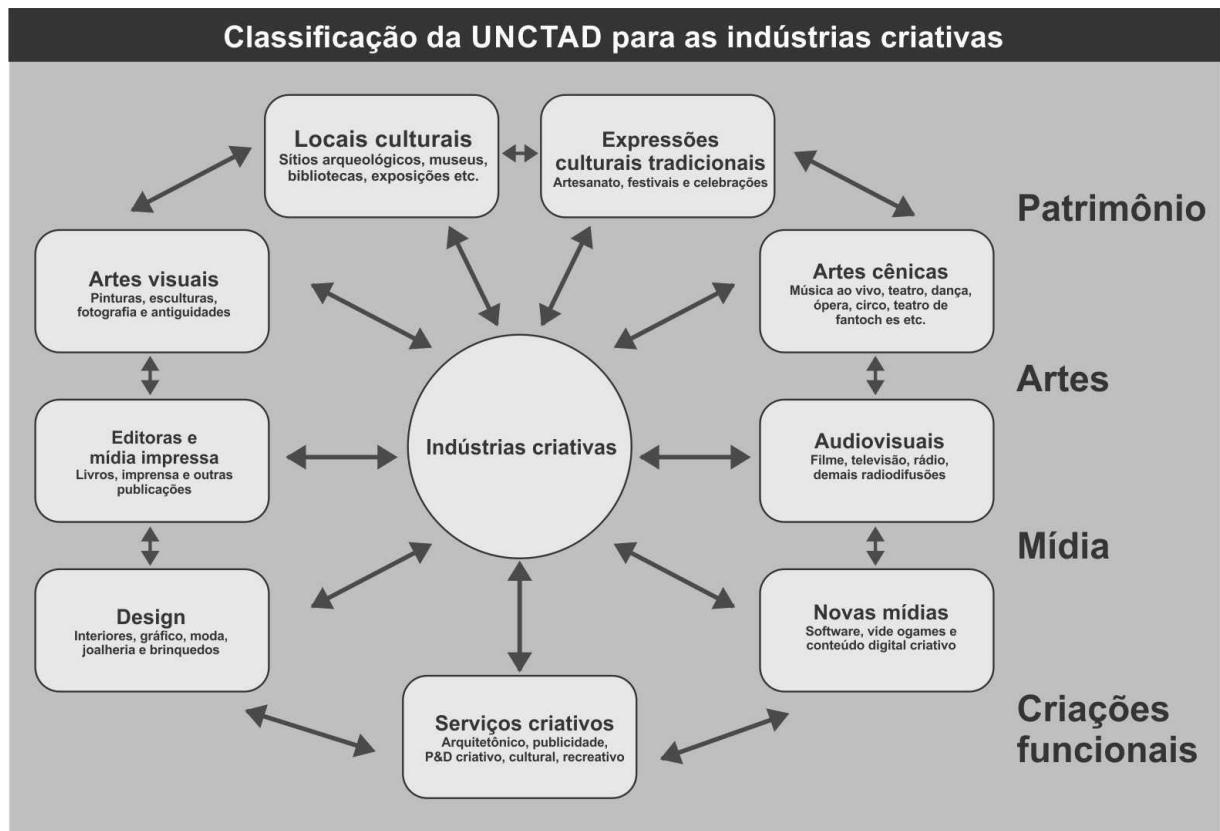 Classificação da UNCTAD para as indústrias criativas
Locais culturais
Sítios arqueológicos, museus,
bibliotecas, exposições etc.
Expressões
culturais tradicionais
Artesanato, festivais e celebrações
Patrimônio
Artes visuais
Pinturas, esculturas,
fotografia e antiguidades
Artes cênicas
Música ao vivo, teatro, dança,
ópera, circo, teatro de
fantoch es etc.
Artes
Editoras e
mídia impressa
Livros, imprensa e outras
publicações
Indústrias criativas
Audiovisuais
Filme, televisão, rádio,
demais radiodifusões
Mídia
Design
Interiores, gráfico, moda,
joalheria e brinquedos
Novas mídias
Software, vide ogames e
conteúdo digital criativo
Serviços criativos
Arquitetônico, publicidade,
P&D criativo, cultural, recreativo
Criações
funcionais